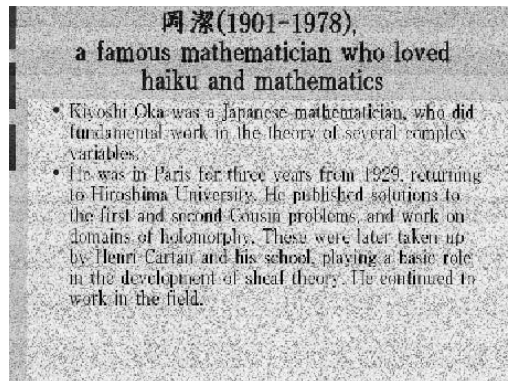 岡 潔(1901-1978),
a famous mathematician who loved
haiku and mathematics
• Kiyoshi Oka was a Japanese mathematician, who did
fundamental work in the theory of several complex
variables.
• He was in Paris for three years from 1929, returning
to Hiroshima University. He published solutions to
the first and second Cousin problems, and work on
domains of holomorphy. These were later taken up
by Henri Cartan and his school, playing a basic role
in the development of sheaf theory. He continued to
work in the field.